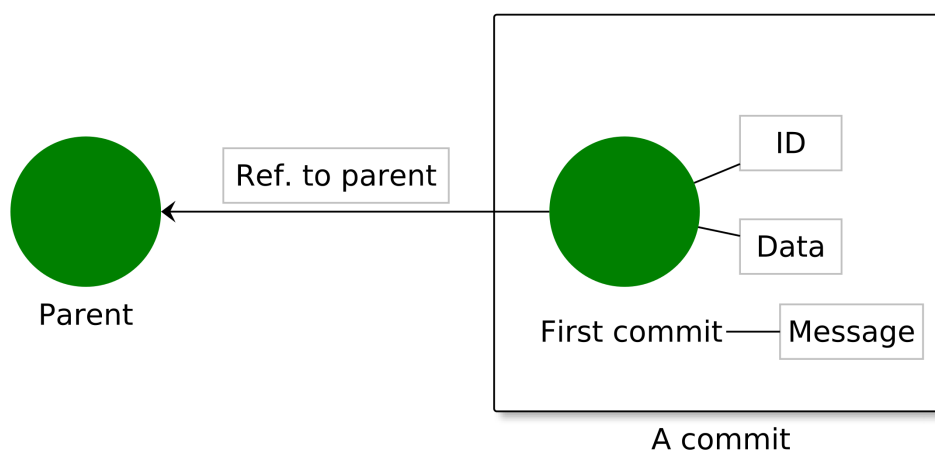 ID
Ref. to parent
Data
Parent
First commit
Message
A commit